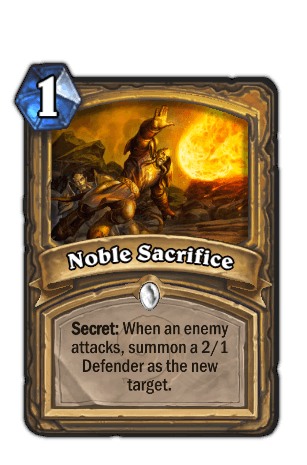 1
Noble Sacrifice
Secret: When an enemy
attacks, summon a 2/1
Defender as the new
target.